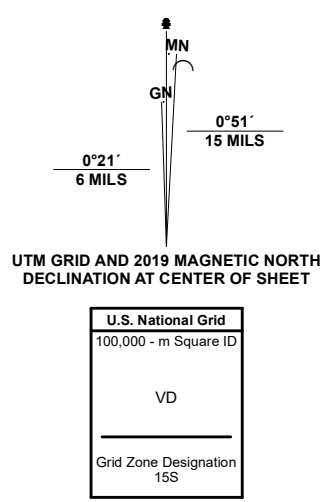 MN
GN
0°51´
15 MILS
0°21´
6 MILS
UTM GRID AND 2019 MAGNETIC NORTH
DECLINATION AT CENTER OF SHEET
U.S. National Grid
100,000 - m Square ID
VD
Grid Zone Designation
15S